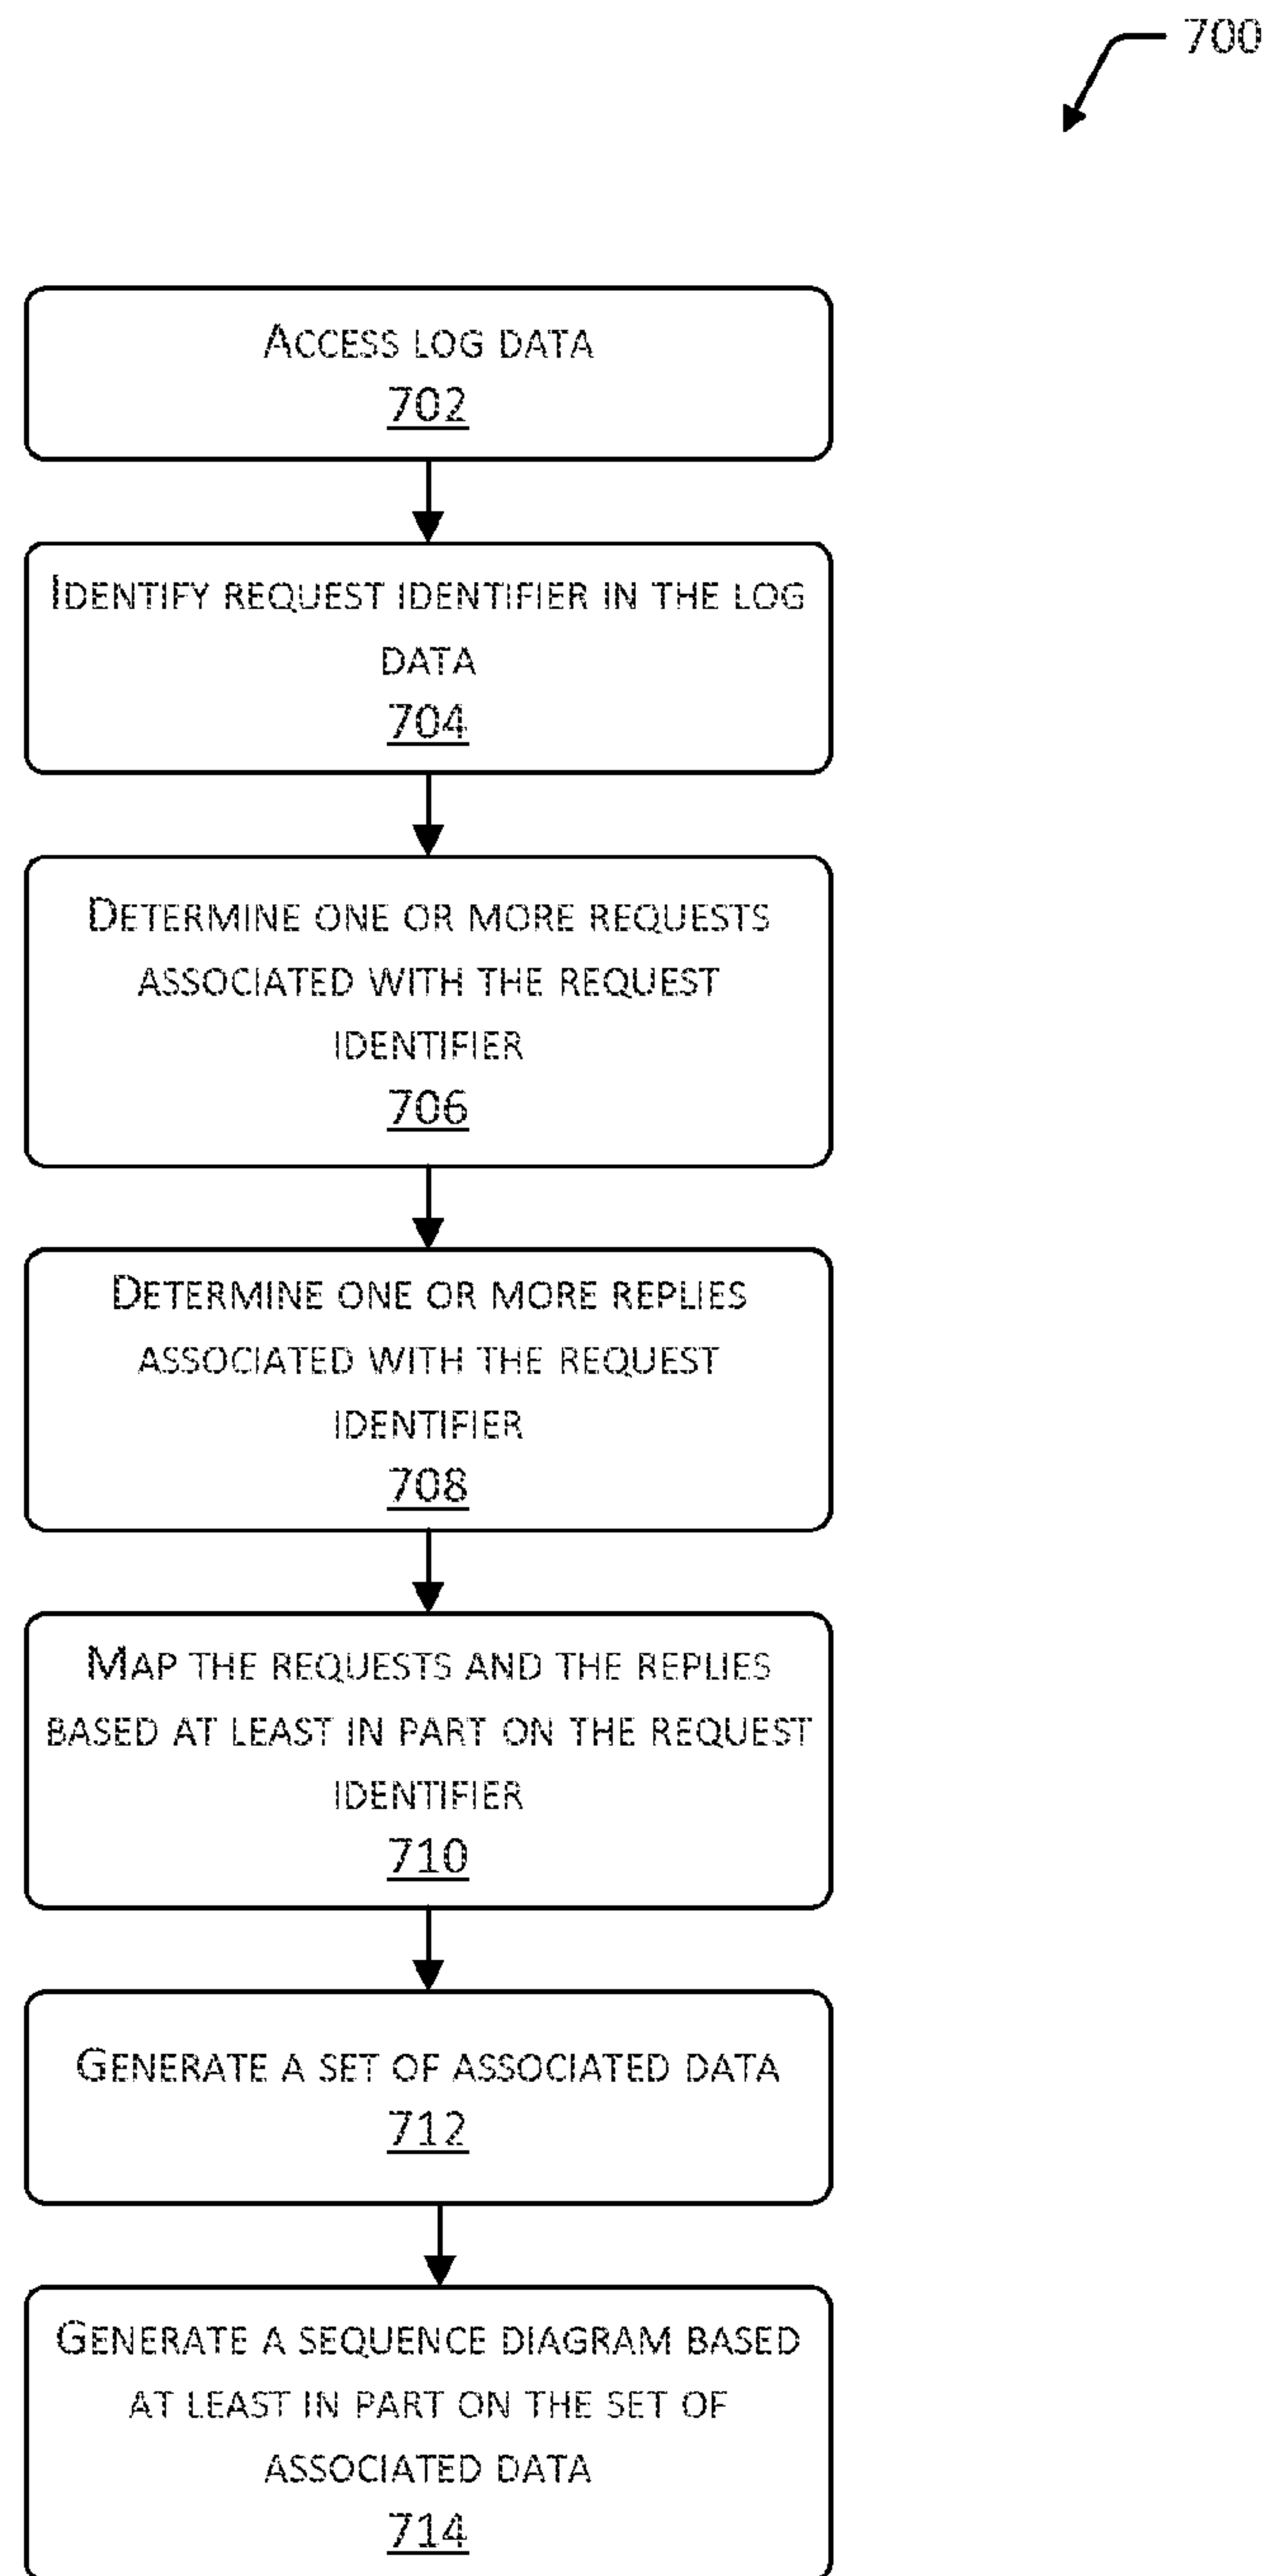 700
ACCESS LOG DATA
702
IDENTIFY REQUEST IDENTIFIER IN THE LOG
DATA
704
DETERMINE ONE OR MORE REQUESTS
ASSOCIATED WITH THE REQUEST
IDENTIFIER
706
DETERMINE ONE OR MORE REPLIES
ASSOCIATED WITH THE REQUEST
IDENTIFIER
708
MAP THE REQUESTS AND THE REPLIES
BASED AT LEAST IN PART ON THE REQUEST
IDENTIFIER
710
GENERATE A SET OF ASSOCIATED DATA
712
GENERATE A SEQUENCE DIAGRAM BASED
AT LEAST IN PART ON THE SET OF
ASSOCIATED DATA
714